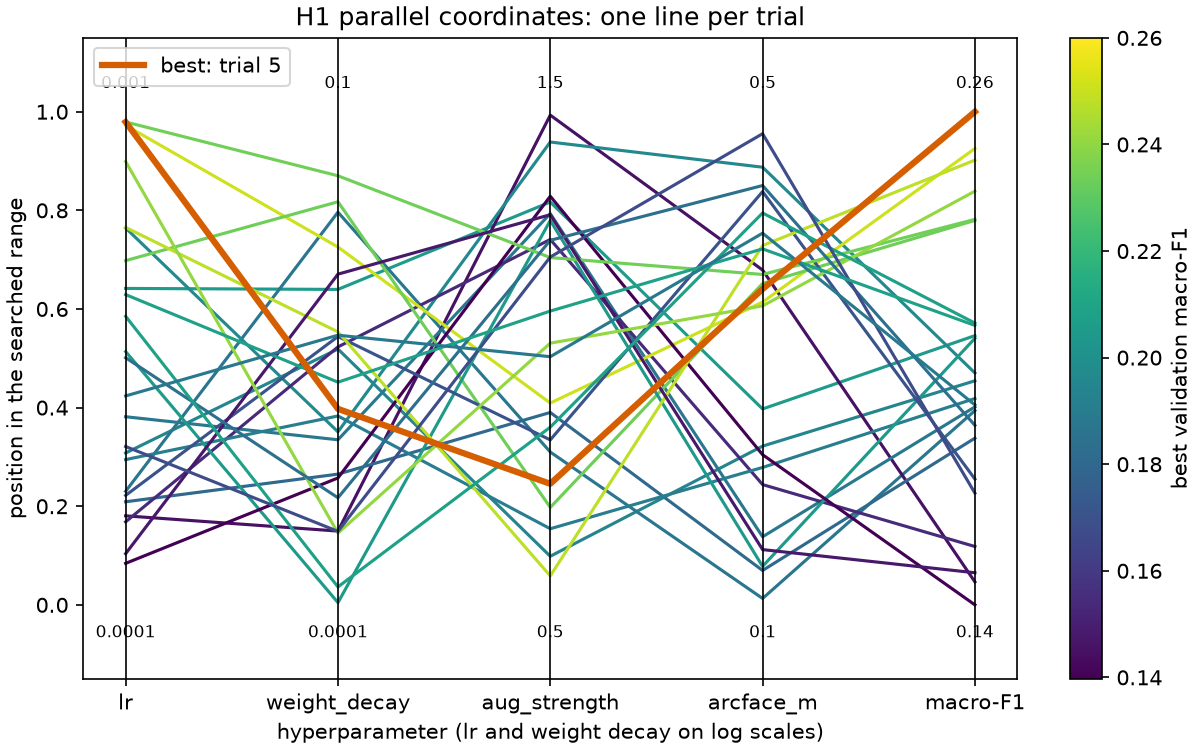 H1 parallel coordinates: one line per trial
best: trial 5
0.001
0.1
1.5
0.5
0.26
1.0
0.8
0.6
0.4
0.2
0.0
position in the searched range
0.0001
0.0001
0.5
0.1
0.14
lr
weight_decay
aug_strength
arcface_m
macro-F1
hyperparameter (lr and weight decay on log scales)
0.26
0.24
0.22
0.20
0.18
0.16
0.14
best validation macro-F1